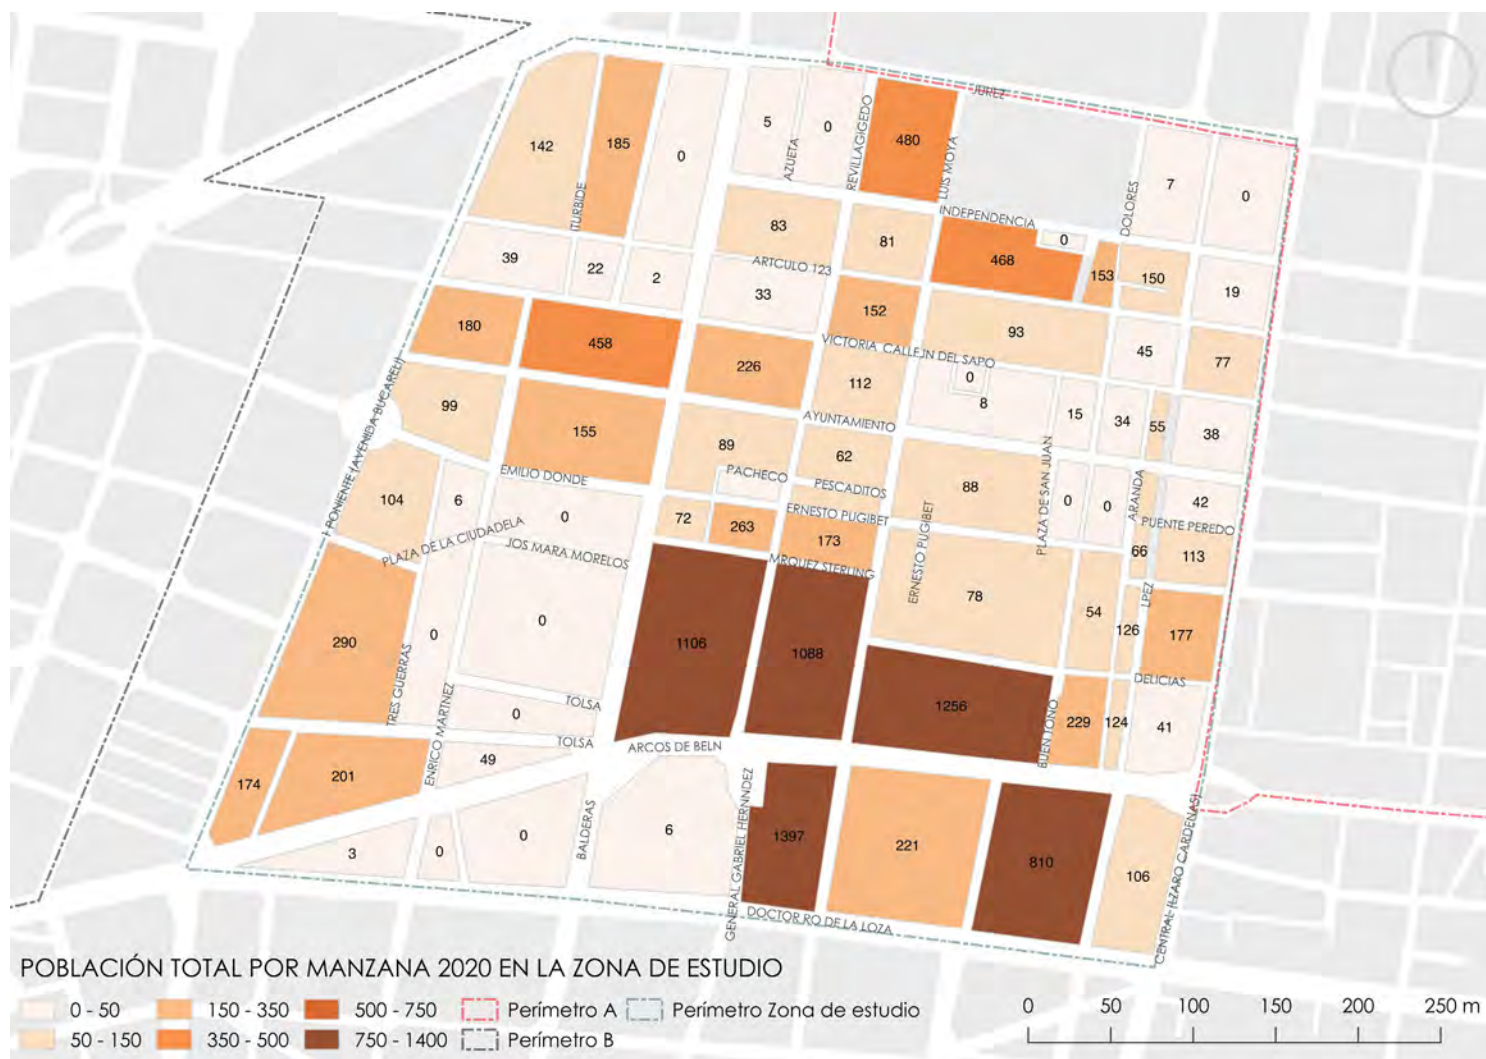 JUREZ
5
0
480
142
185
0
AZUETA
REVILLAGIGEDO
LUIS MOYA
DOLORES
7
0
ITURBIDE
INDEPENDENCIA
83
81
0
468
153
150
19
39
22
2
ARTCULO 123
33
152
93
45
77
180
458
226
VICTORIA
CALLEJN DEL SAPO
0
8
112
99
155
AYUNTAMIENTO
15
34
55
38
89
62
EMILIO DONDE
PACHECO
PESCADITOS
88
PONIENTE (AVENIDA BUCARELI)
104
6
0
72
263
ERNESTO PUGIBET
173
ERNESTO PUGIBET
PLAZA DE SAN JUAN
0
0
ARANDA
42
PUENTE PEREDO
PLAZA DE LA CIUDADELA
JOS MARA MORELOS
MRQUEZ STERLING
66
113
78
54
126
LPEZ
177
290
0
0
1106
1088
DELICIAS
TRES GUERRAS
ENRICO MARTNEZ
TOLSA
0
1256
BUEN TONO
229
124
41
TOLSA
ARCOS DE BELN
49
174
201
3
0
0
BALDERAS
6
GENERAL GABRIEL HERNNDEZ
1397
221
810
106
CENTRAL (LZARO CARDENAS)
DOCTOR RO DE LA LOZA
POBLACIÓN TOTAL POR MANZANA 2020 EN LA ZONA DE ESTUDIO
0 - 50
150 - 350
500 - 750
Perímetro A
Perímetro Zona de estudio
50 - 150
350 - 500
750 - 1400
Perímetro B
0 50 100 150 200 250 m